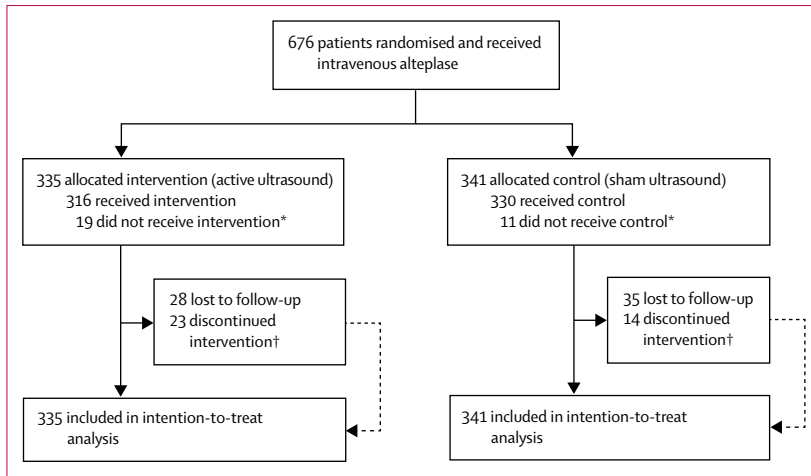 676 patients randomised and received
intravenous alteplase
335 allocated intervention (active ultrasound)
316 received intervention
19 did not receive intervention*
341 allocated control (sham ultrasound)
330 received control
11 did not receive control*
28 lost to follow-up
23 discontinued
intervention†
35 lost to follow-up
14 discontinued
intervention†
335 included in intention-to-treat
analysis
341 included in intention-to-treat
analysis